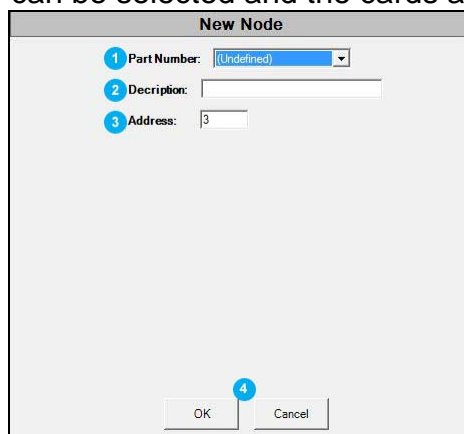 can be selected and the cards a
New Node
1 Part Number: (Undefined)
2 Decription:
3 Address: 3
4
OK Cancel